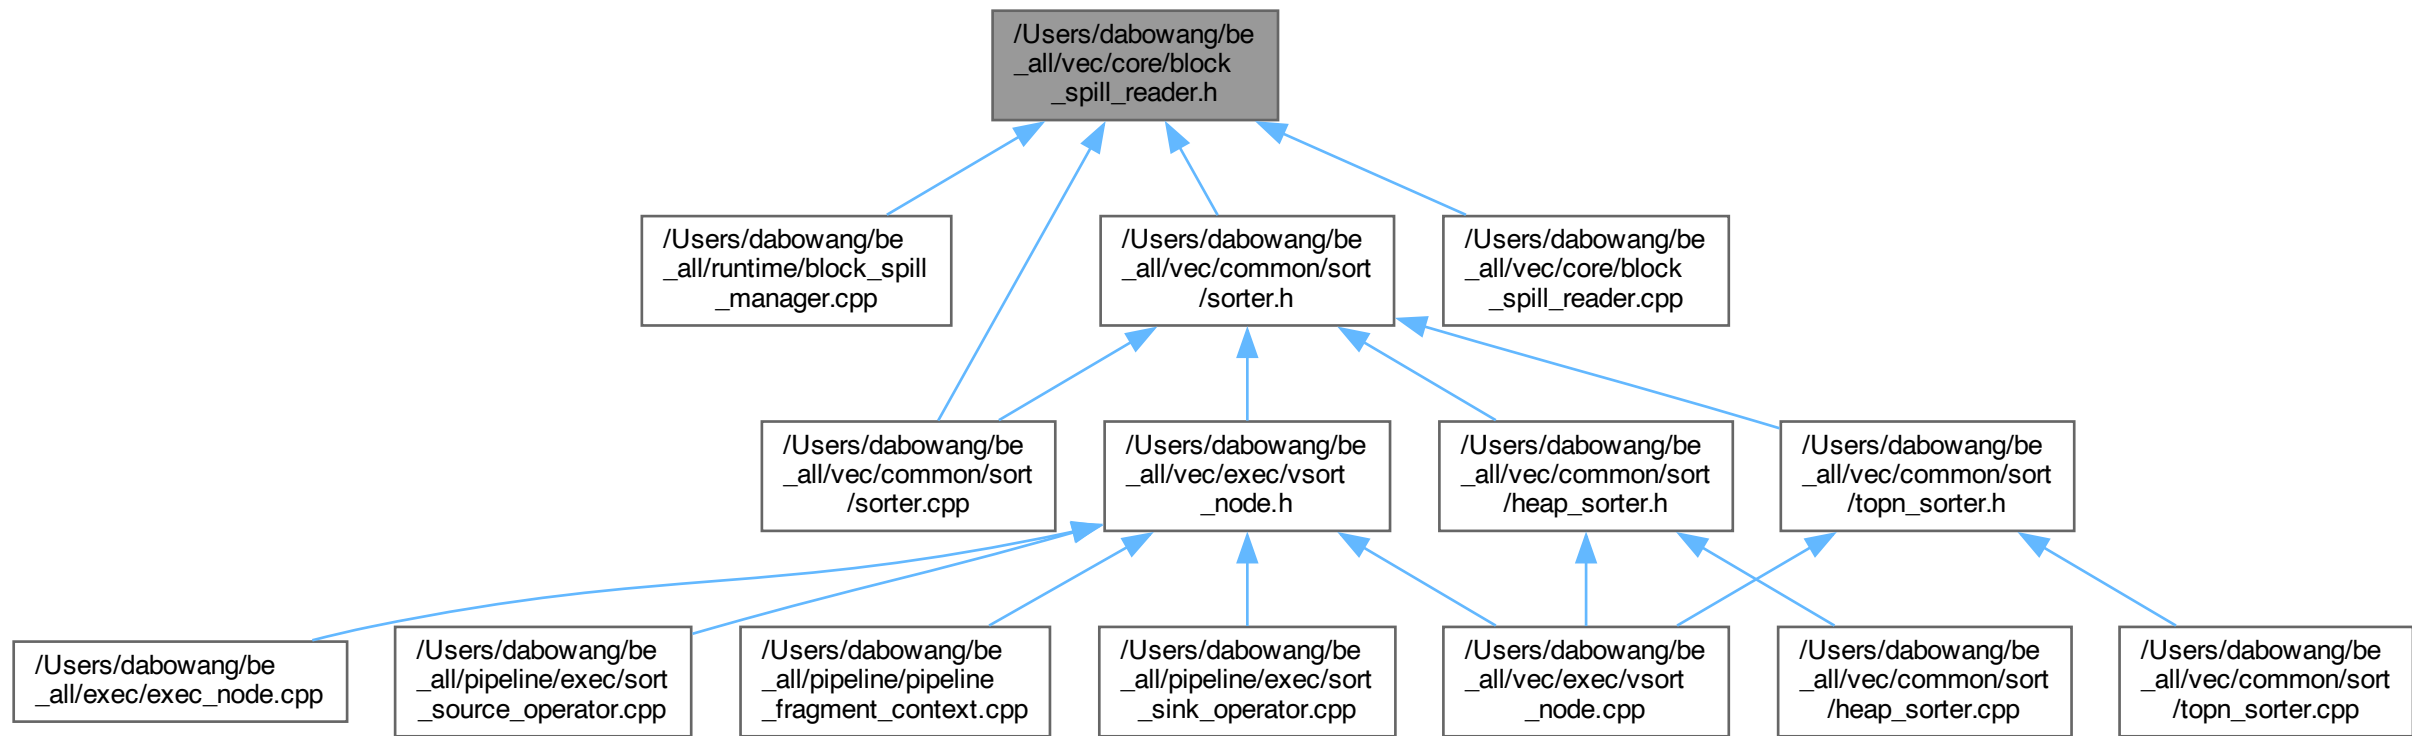 /Users/dabowang/be
_all/vec/core/block
_spill_reader.h
/Users/dabowang/be
_all/runtime/block_spill
_manager.cpp
/Users/dabowang/be
_all/vec/common/sort
/sorter.h
/Users/dabowang/be
_all/vec/core/block
_spill_reader.cpp
/Users/dabowang/be
_all/vec/common/sort
/sorter.cpp
/Users/dabowang/be
_all/vec/exec/vsort
_node.h
/Users/dabowang/be
_all/vec/common/sort
/heap_sorter.h
/Users/dabowang/be
_all/vec/common/sort
/topn_sorter.h
/Users/dabowang/be
_all/exec/exec_node.cpp
/Users/dabowang/be
_all/pipeline/exec/sort
_source_operator.cpp
/Users/dabowang/be
_all/pipeline/pipeline
_fragment_context.cpp
/Users/dabowang/be
_all/pipeline/exec/sort
_sink_operator.cpp
/Users/dabowang/be
_all/vec/exec/vsort
_node.cpp
/Users/dabowang/be
_all/vec/common/sort
/heap_sorter.cpp
/Users/dabowang/be
_all/vec/common/sort
/topn_sorter.cpp